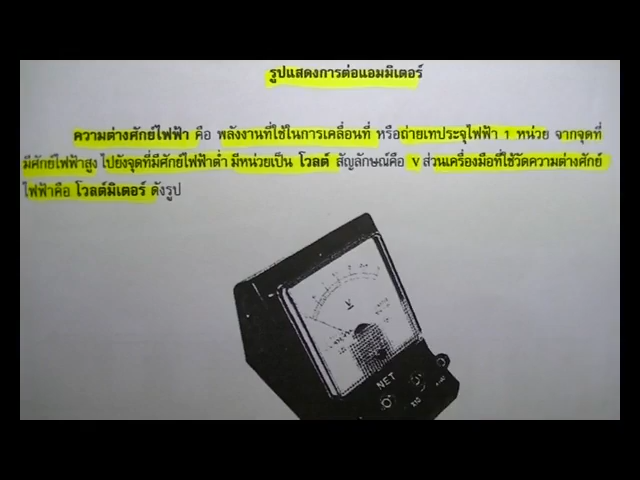 รูปแสดงการต่อแอมมิเตอร์
ความต่างศักย์ไฟฟ้า คือ พลังงานที่ใช้ในการเคลื่อนที่ หรือถ่ายเทประจุไฟฟ้า 1 หน่วย จากจุดที่
มีศักย์ไฟฟ้าสูง ไปยังจุดที่มีศักย์ไฟฟ้าต่ำ มีหน่วยเป็น โวลต์ สัญลักษณ์คือ V ส่วนเครื่องมือที่ใช้วัดความต่างศักย์
ไฟฟ้าคือ โวลต์มิเตอร์ ดังรูป
V
NET